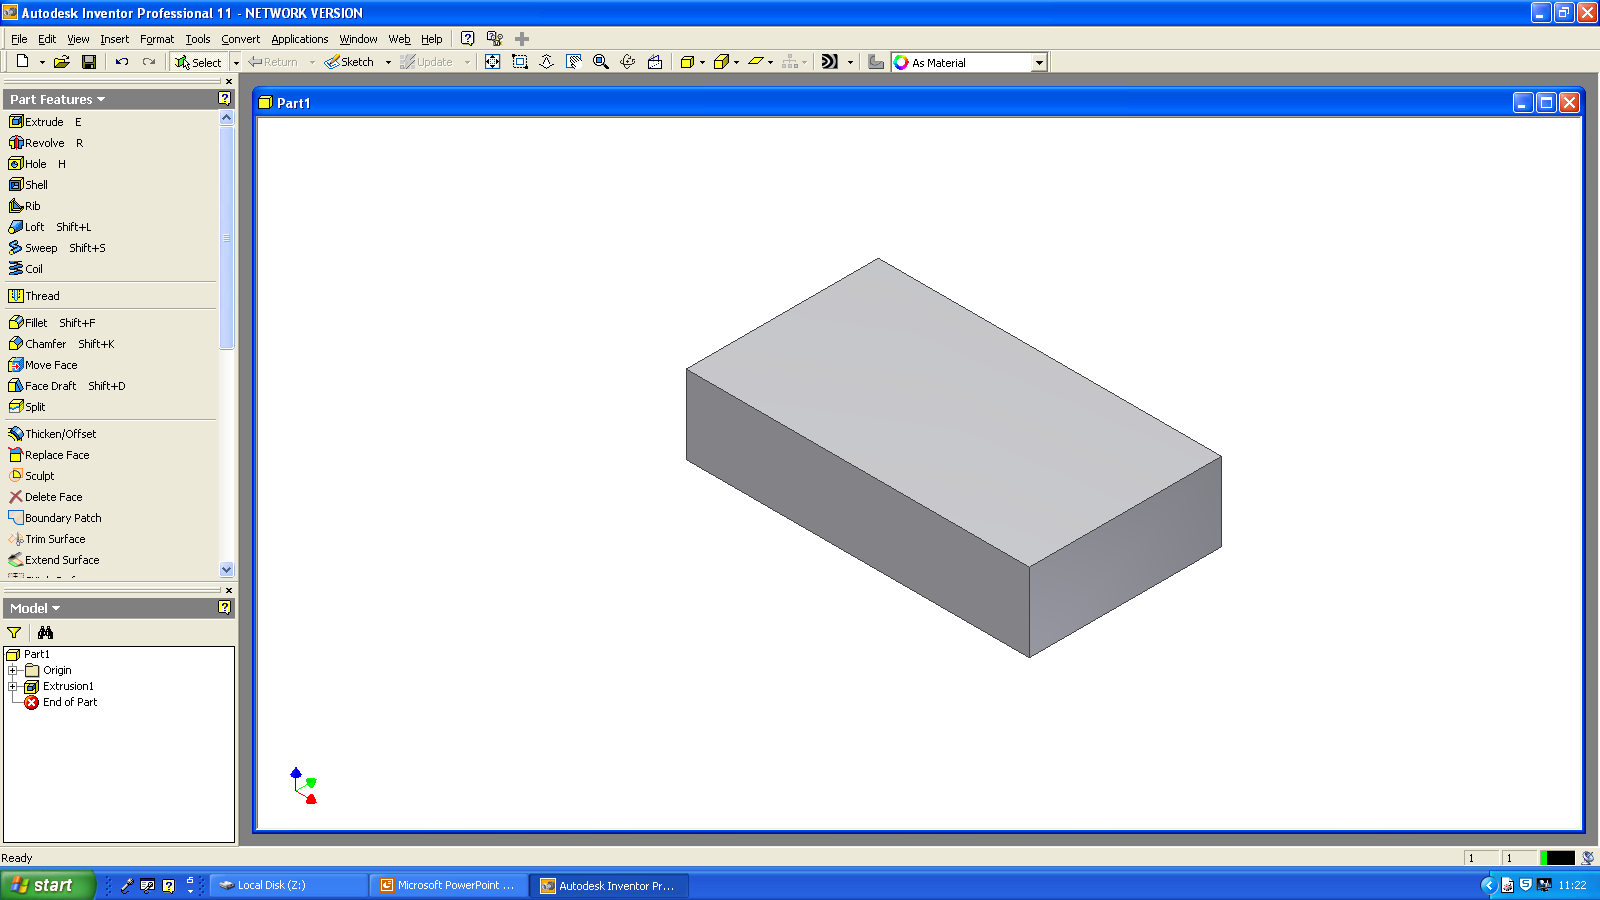 Autodesk Inventor Professional 11 - NETWORK VERSION
File Edit View Insert Format Tools Convert Applications Window Web Help
Select Return Sketch Update As Material
Part Features
Extrude E
Revolve R
Hole H
Shell
Rib
Loft Shift+L
Sweep Shift+S
Coil
Thread
Fillet Shift+F
Chamfer Shift+K
Move Face
Face Draft Shift+D
Split
Thicken/Offset
Replace Face
Sculpt
Delete Face
Boundary Patch
Trim Surface
Extend Surface
Model
Part1
Origin
Extrusion1
End of Part
Part1
Ready 1 1
start Local Disk (Z:) Microsoft PowerPoint ... Autodesk Inventor Pr... 11:22